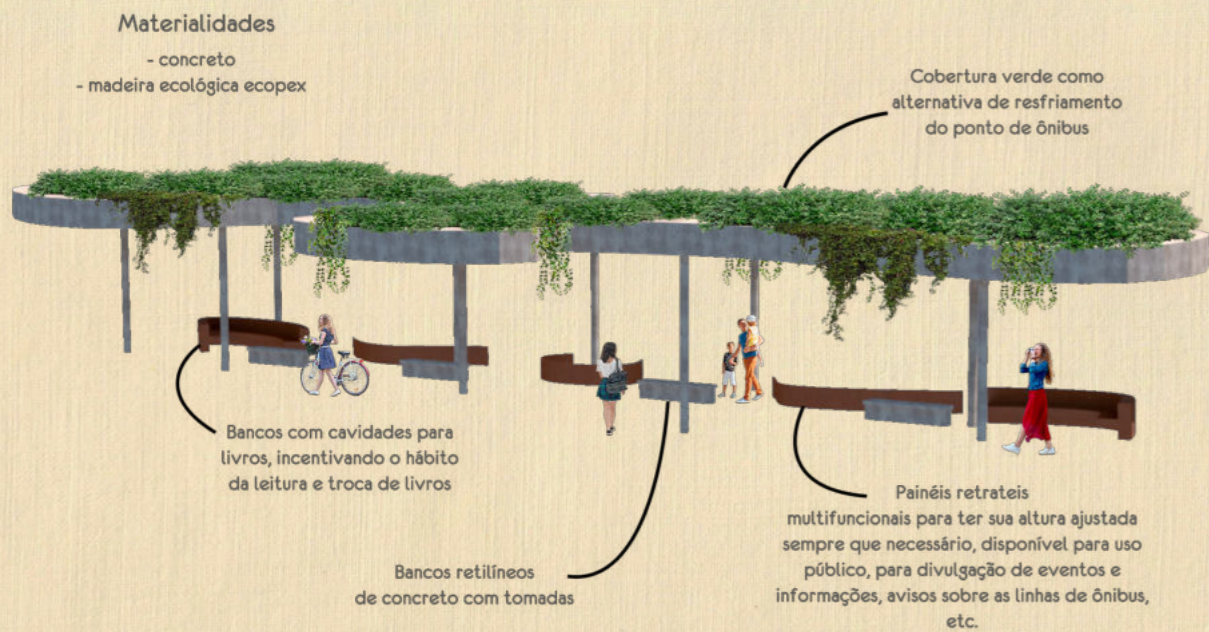 Materialidades
- concreto
- madeira ecológica ecopex
Cobertura verde como
alternativa de resfriamento
do ponto de ônibus
Bancos com cavidades para
livros, incentivando o hábito
da leitura e troca de livros
Bancos retilíneos
de concreto com tomadas
Painéis retrateis
multifuncionais para ter sua altura ajustada
sempre que necessário, disponível para uso
público, para divulgação de eventos e
informações, avisos sobre as linhas de ônibus,
etc.